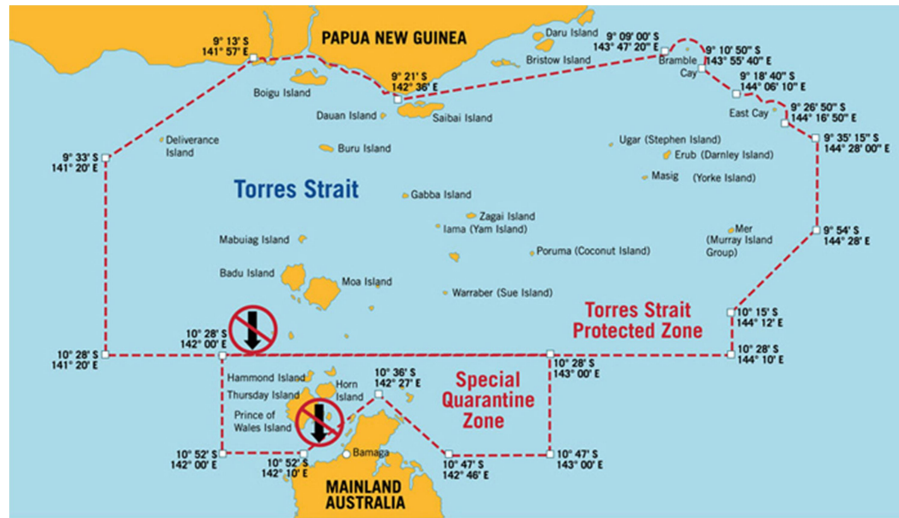 PAPUA NEW GUINEA
Daru Island
Bristow Island
9° 13' S
141° 57' E
9° 09' 00" S
143° 47' 20" E
Bramble
Cay
9° 10' 50" S
143° 55' 40" E
9° 18' 40" S
144° 06' 10" E
East Cay
9° 26' 50" S
144° 16' 50" E
9° 35' 15" S
144° 28' 00" E
Boigu Island
9° 21' S
142° 36' E
Dauan Island
Saibai Island
Deliverance
Island
Buru Island
9° 33' S
141° 20' E
Ugar (Stephen Island)
Erub (Darnley Island)
Masig (Yorke Island)
Torres Strait
Gabba Island
Zagai Island
Iama (Yam Island)
Mabuiag Island
Poruma (Coconut Island)
Mer
(Murray Island
Group)
9° 54' S
144° 28' E
Badu Island
Moa Island
Warraber (Sue Island)
Torres Strait
Protected Zone
10° 15' S
144° 12' E
10° 28' S
141° 20' E
10° 28' S
142° 00' E
10° 28' S
143° 00' E
10° 28' S
144° 10' E
Hammond Island
Thursday Island
Horn
Island
Prince of
Wales Island
10° 36' S
142° 27' E
Special
Quarantine
Zone
10° 52' S
142° 00' E
10° 52' S
142° 10' E
Bamaga
10° 47' S
142° 46' E
10° 47' S
143° 00' E
MAINLAND
AUSTRALIA